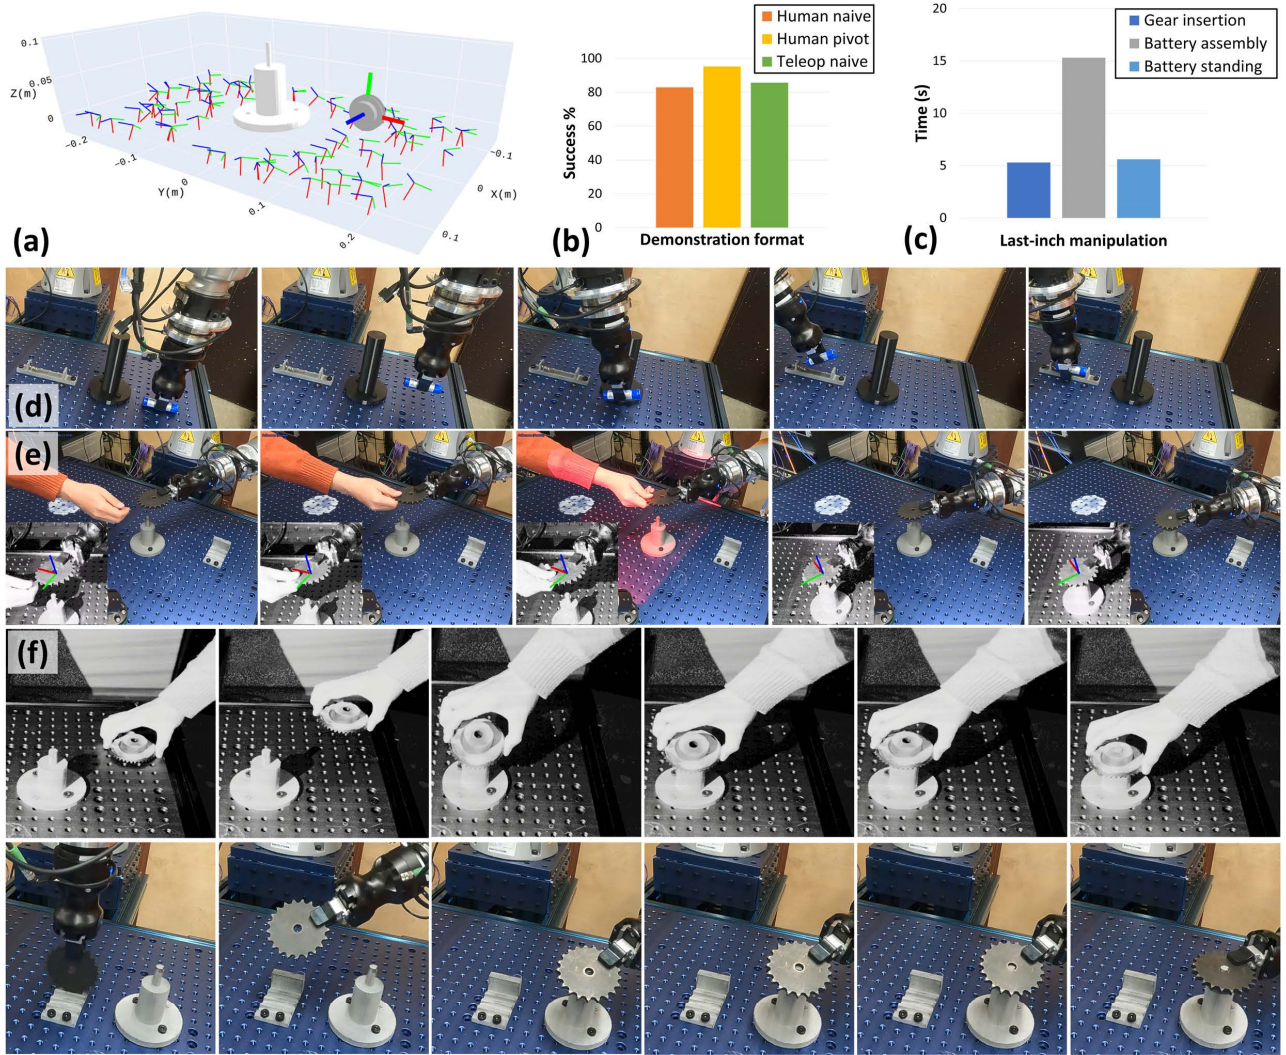 0.1
0.05
Z(m)
0
−0.2
−0.1
Y(m)
0
0.1
0.2
0.1
0
X(m)
−0.1
(a)
Human naive
Human pivot
Teleop naive
100
80
60
40
20
0
Success %
Demonstration format
(b)
20
15
10
5
0
Time (s)
Gear insertion
Battery assembly
Battery standing
Last-inch manipulation
(c)
(d)
(e)
(f)